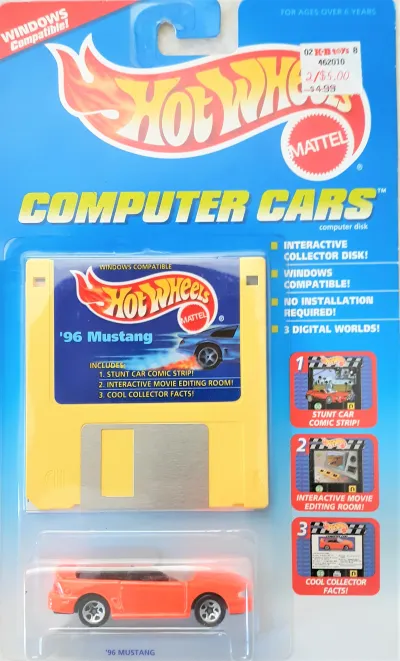 WINDOWS
Compatible!
FOR AGES OVER 6 YEARS
02 K·B toys 8
462010
2/$5.00
$4.99
HOT WHEELS
MATTEL
COMPUTER CARS™
computer disk
INTERACTIVE
COLLECTOR DISK!
WINDOWS
COMPATIBLE!
NO INSTALLATION
REQUIRED!
3 DIGITAL WORLDS!
WINDOWS COMPATIBLE
HOT WHEELS
MATTEL
'96 Mustang
INCLUDES:
1. STUNT CAR COMIC STRIP!
2. INTERACTIVE MOVIE EDITING ROOM!
3. COOL COLLECTOR FACTS!
1
STUNT CAR
COMIC STRIP!
2
INTERACTIVE MOVIE
EDITING ROOM!
3
COOL COLLECTOR
FACTS!
'96 MUSTANG